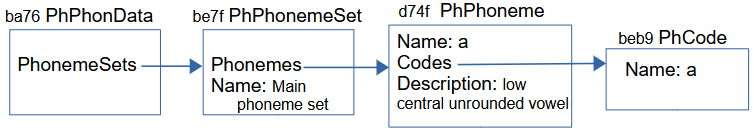 ba76 PhPhonData
PhonemeSets
be7f PhPhonemeSet
Phonemes
Name: Main
phoneme set
d74f PhPhoneme
Name: a
Codes
Description: low
central unrounded vowel
beb9 PhCode
Name: a